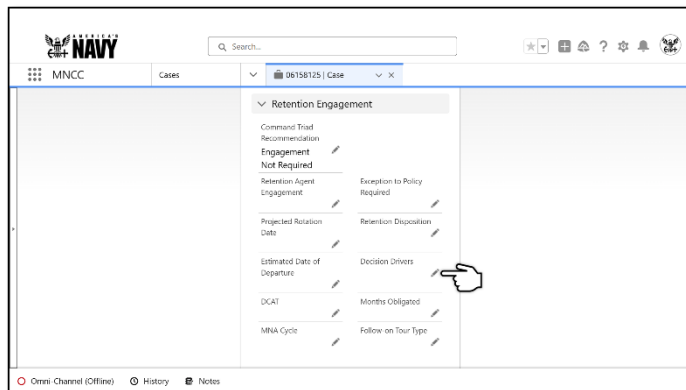 AMERICA'S
NAVY
Search...
MNCC
Cases
06158125 | Case
Retention Engagement
Command Triad
Recommendation
Engagement
Not Required
Retention Agent
Engagement
Exception to Policy
Required
Projected Rotation
Date
Retention Disposition
Estimated Date of
Departure
Decision Drivers
DCAT
Months Obligated
MNA Cycle
Follow-on Tour Type
Omni-Channel (Offline)
History
Notes